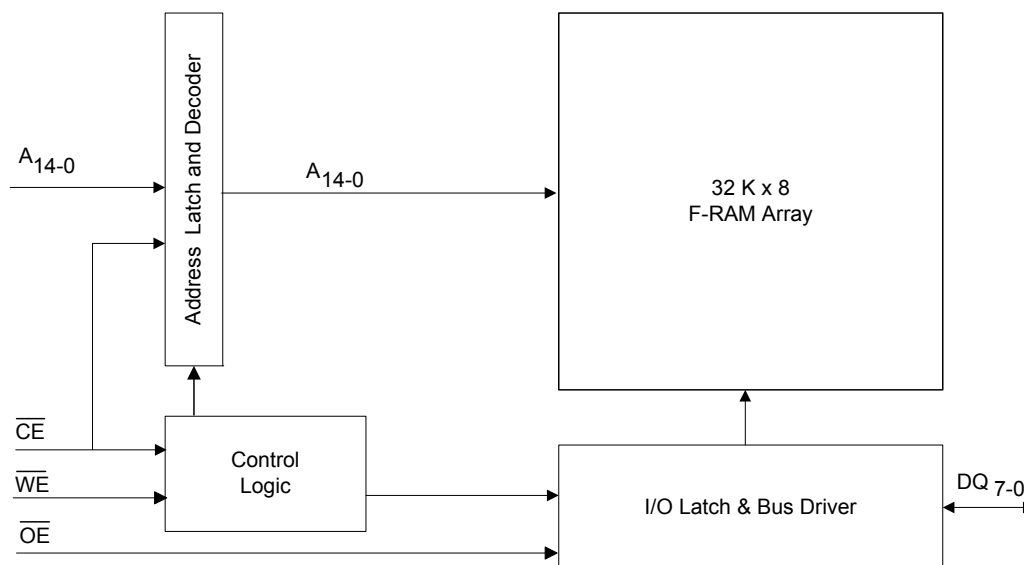 Address Latch and Decoder
A14-0
A14-0
32 K x 8
F-RAM Array
CE
WE
OE
Control
Logic
I/O Latch & Bus Driver
DQ 7-0